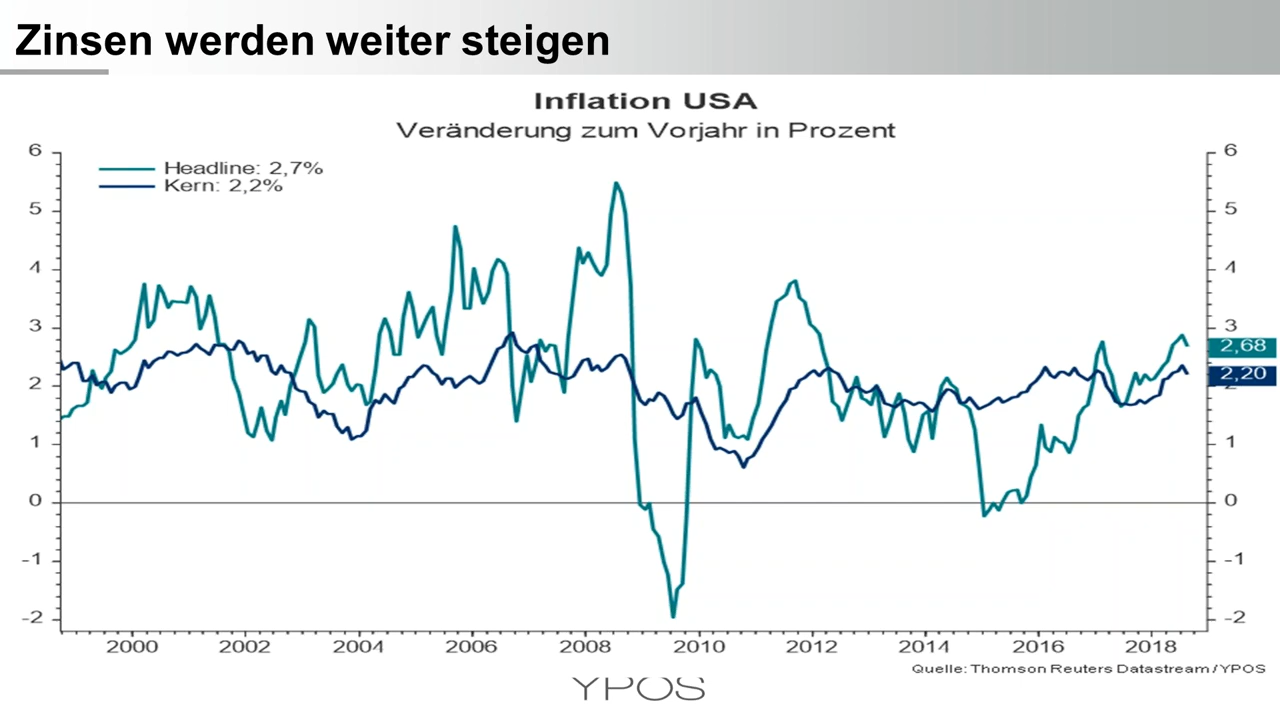 Zinsen werden weiter steigen
Inflation USA
Veränderung zum Vorjahr in Prozent
Headline: 2,7%
Kern: 2,2%
6
5
4
3
2
1
0
-1
-2
6
5
4
3
2,68
2,20
2
1
0
-1
-2
2000 2002 2004 2006 2008 2010 2012 2014 2016 2018
Quelle: Thomson Reuters Datastream / YPOS
YPOS